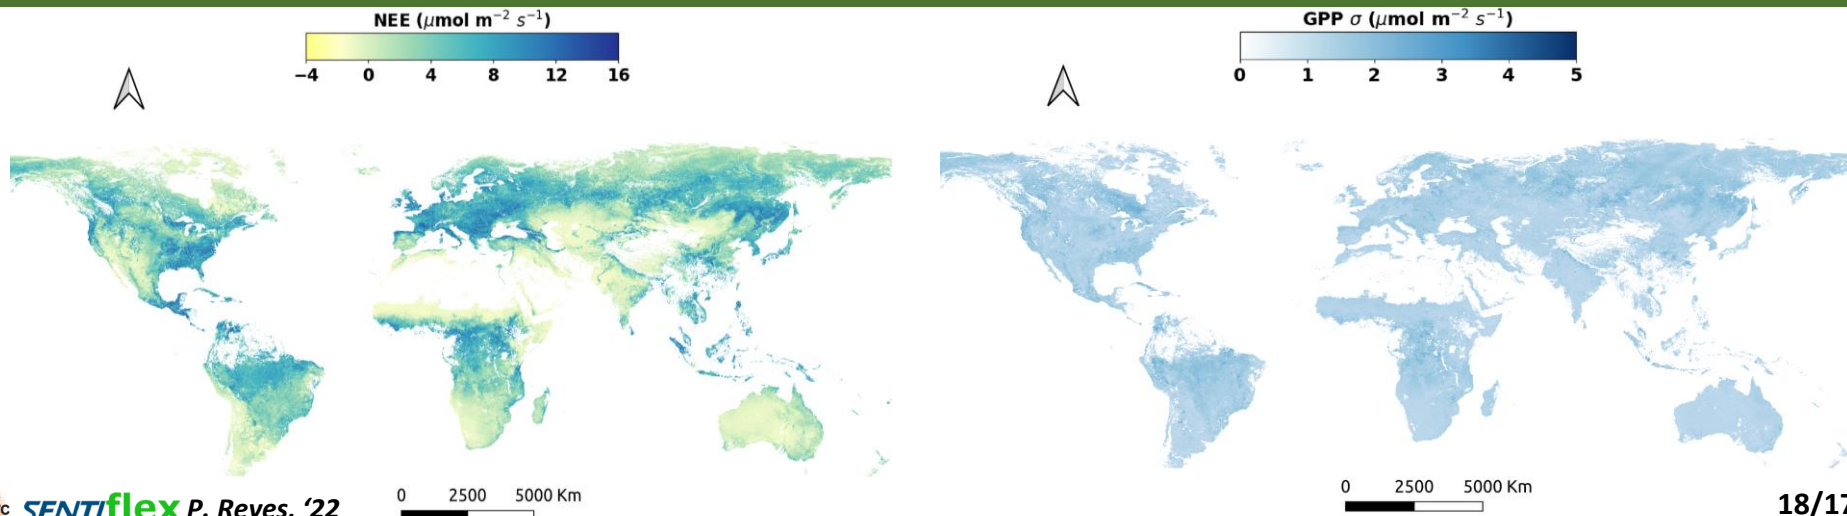 NEE (μmol m⁻² s⁻¹)
−4 0 4 8 12 16
0 2500 5000 Km
GPP σ (μmol m⁻² s⁻¹)
0 1 2 3 4 5
0 2500 5000 Km
SENTIflex P. Reyes, ‘22
18/17